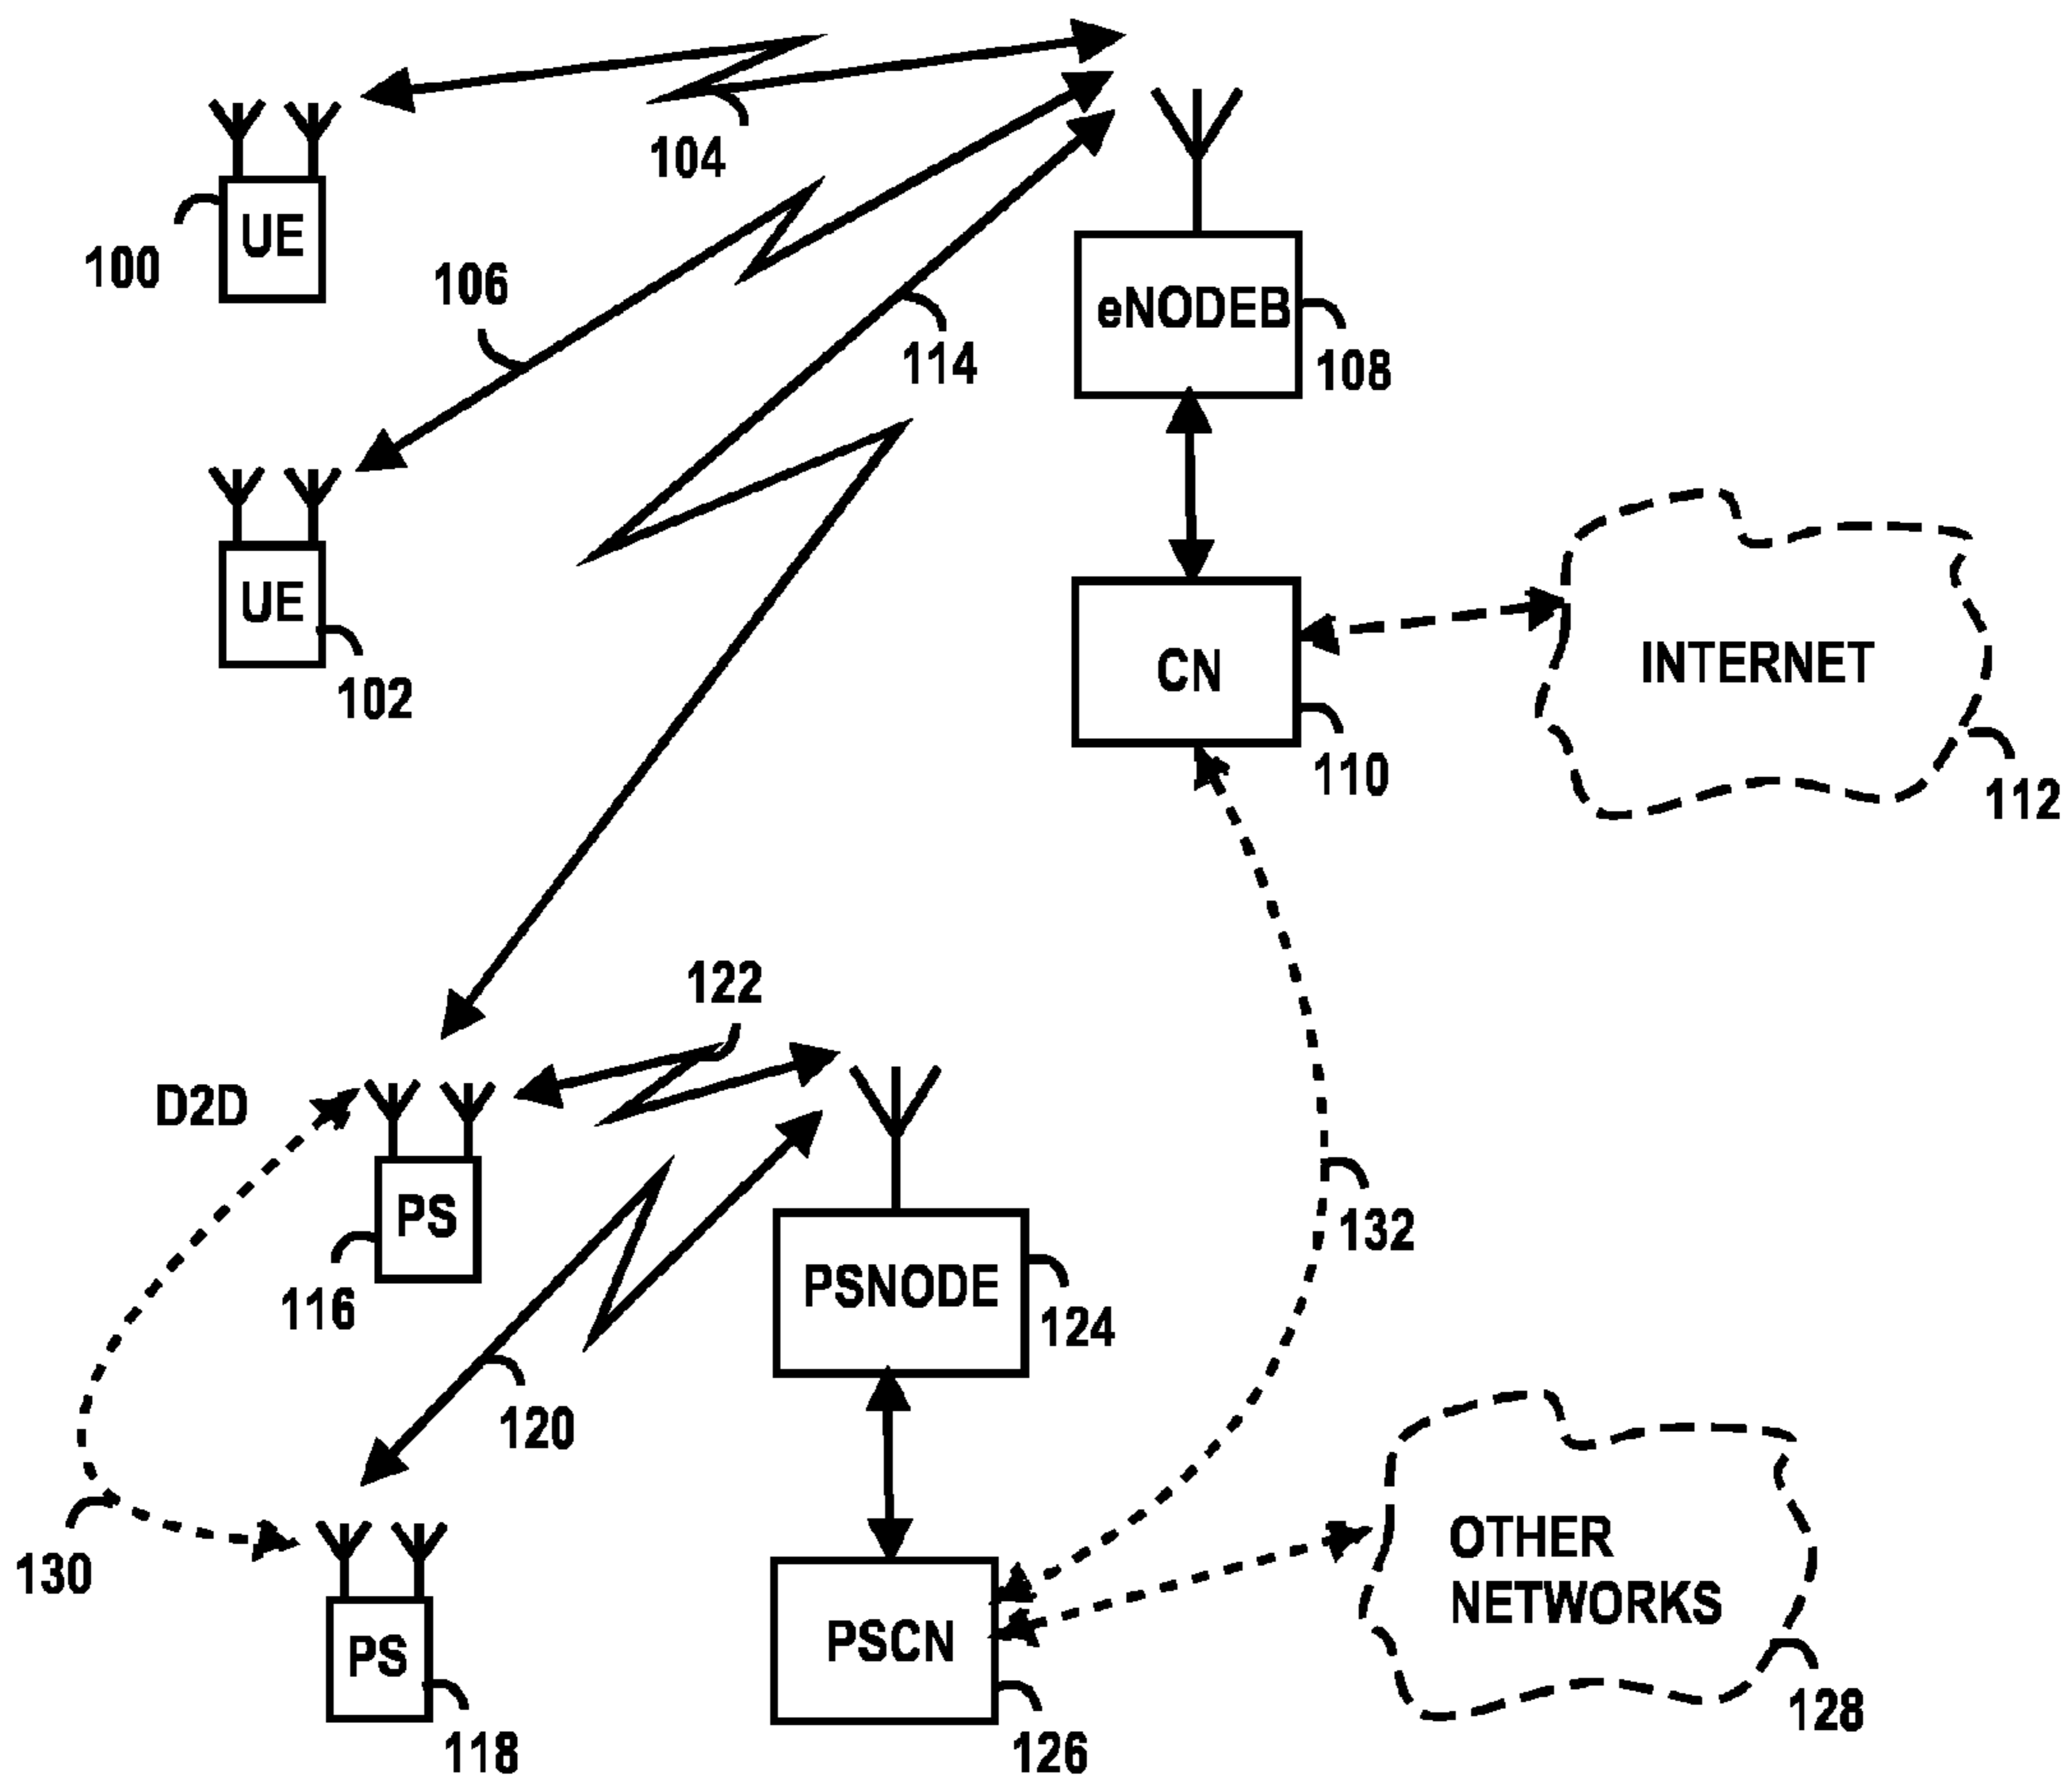 104
UE
100
106
eNODEB
114
108
UE
102
CN
INTERNET
110
112
122
D2D
PS
132
116
PSNODE
124
120
OTHER
NETWORKS
130
PS
PSCN
128
118
126